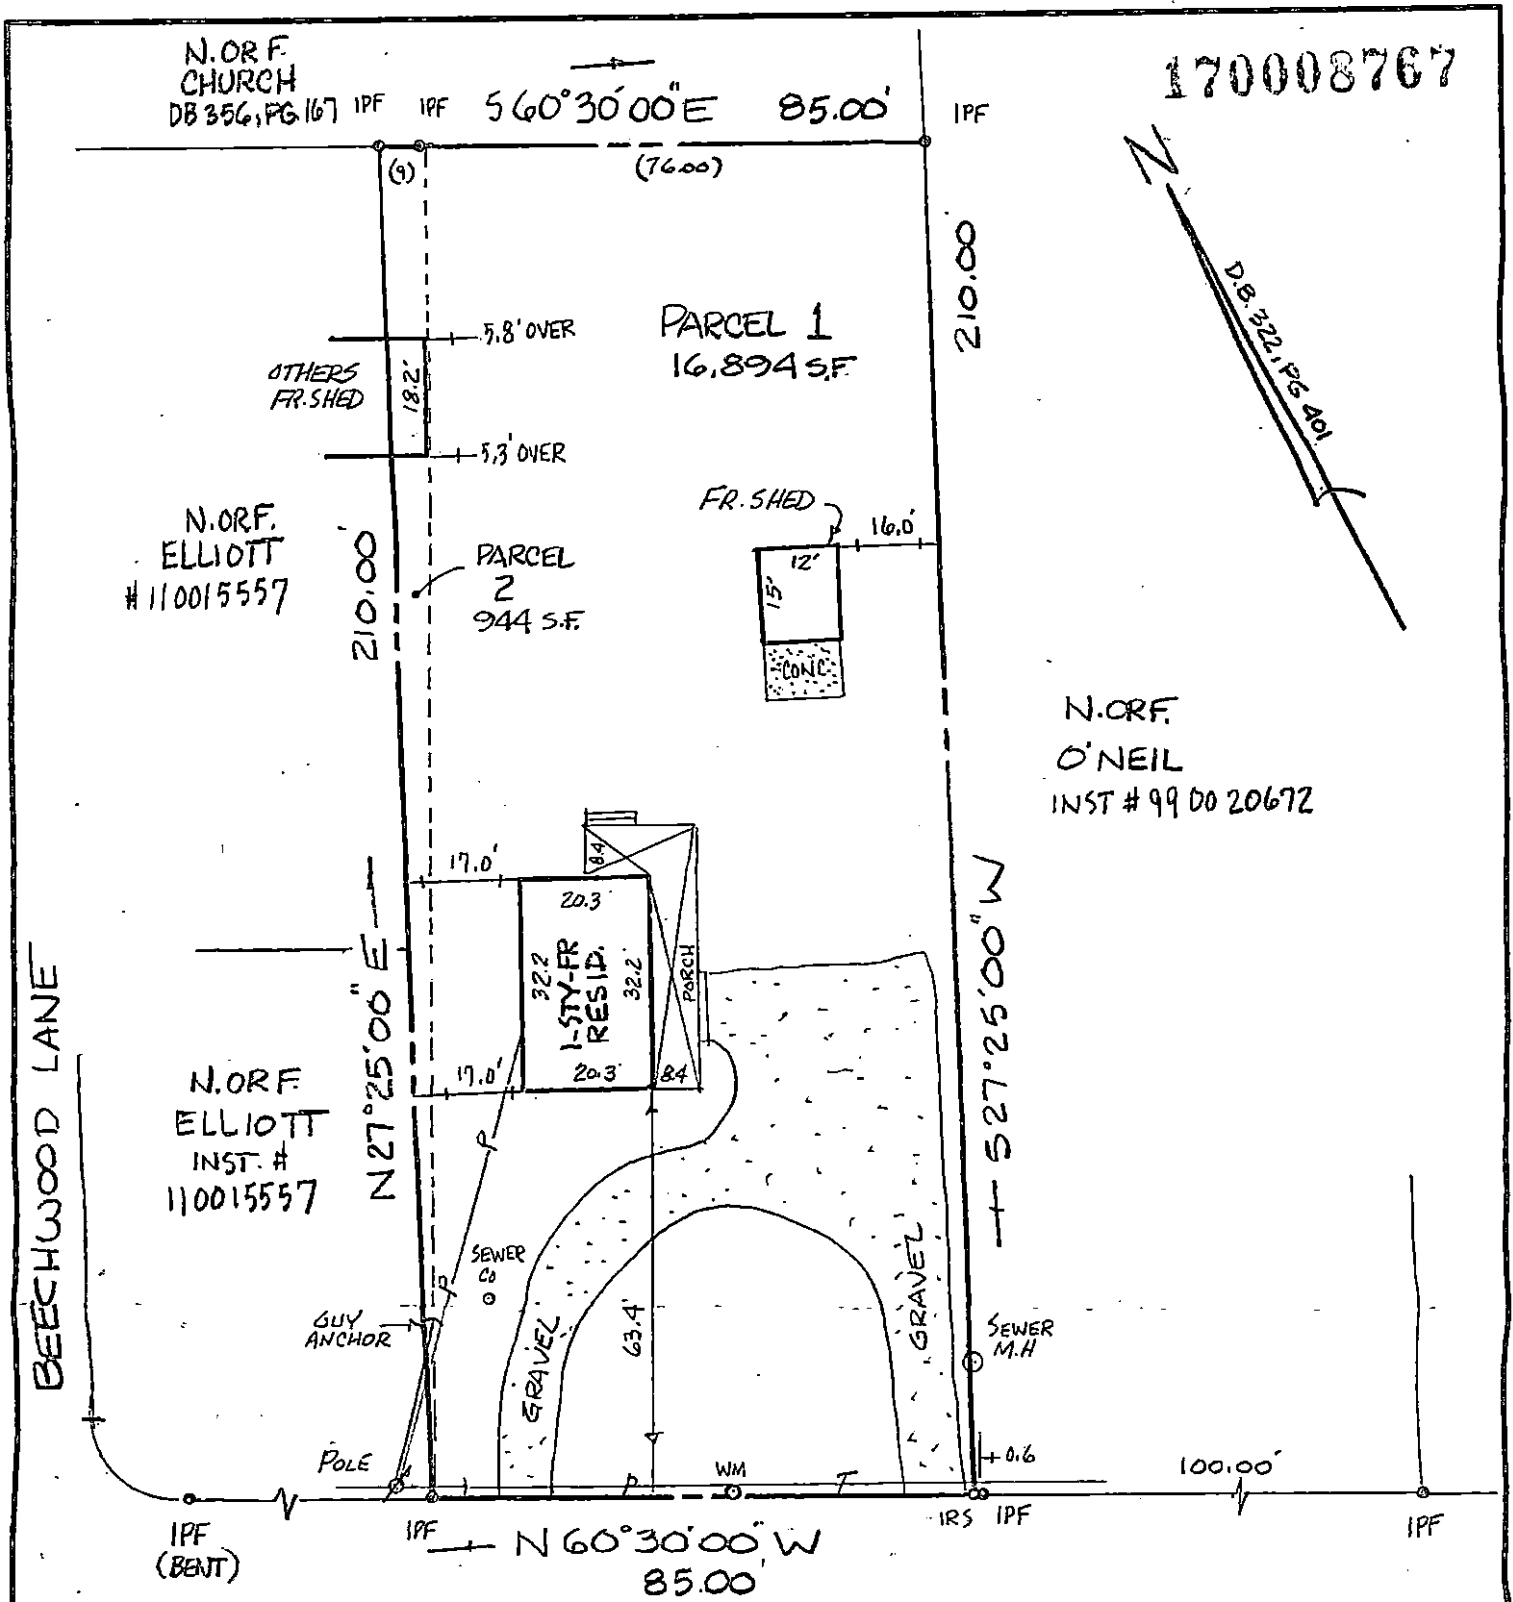 N. OR F.
CHURCH
DB 356, PG 167
IPF
IPF
S 60°30'00" E 85.00'
IPF
170008767
(9)
(76.00)
N
D.B. 322, PG 401
210.00
PARCEL 1
16,894 S.F.
5.8' OVER
OTHERS
FR. SHED
18.2'
5.3' OVER
FR. SHED
16.0'
12'
15'
CONC
N. OR F.
ELLIOTT
#110015557
210.00'
PARCEL
2
944 S.F.
N. OR F.
O'NEIL
INST # 99 00 20672
17.0'
8.4
20.3
32.2
1-STY-FR
RESID.
32.2'
PORCH
20.3
8.4
17.0'
N 27°25'00" E
S 27°25'00" W
BEECHWOOD LANE
N. OR F.
ELLIOTT
INST. #
110015557
P
P
SEWER
CO
GUY
ANCHOR
63.4'
GRAVEL
GRAVEL
SEWER
M.H
POLE
0.6
P
WM
T
100.00'
IPF
(BENT)
IPF
IRS
IPF
IPF
N 60°30'00" W
85.00'